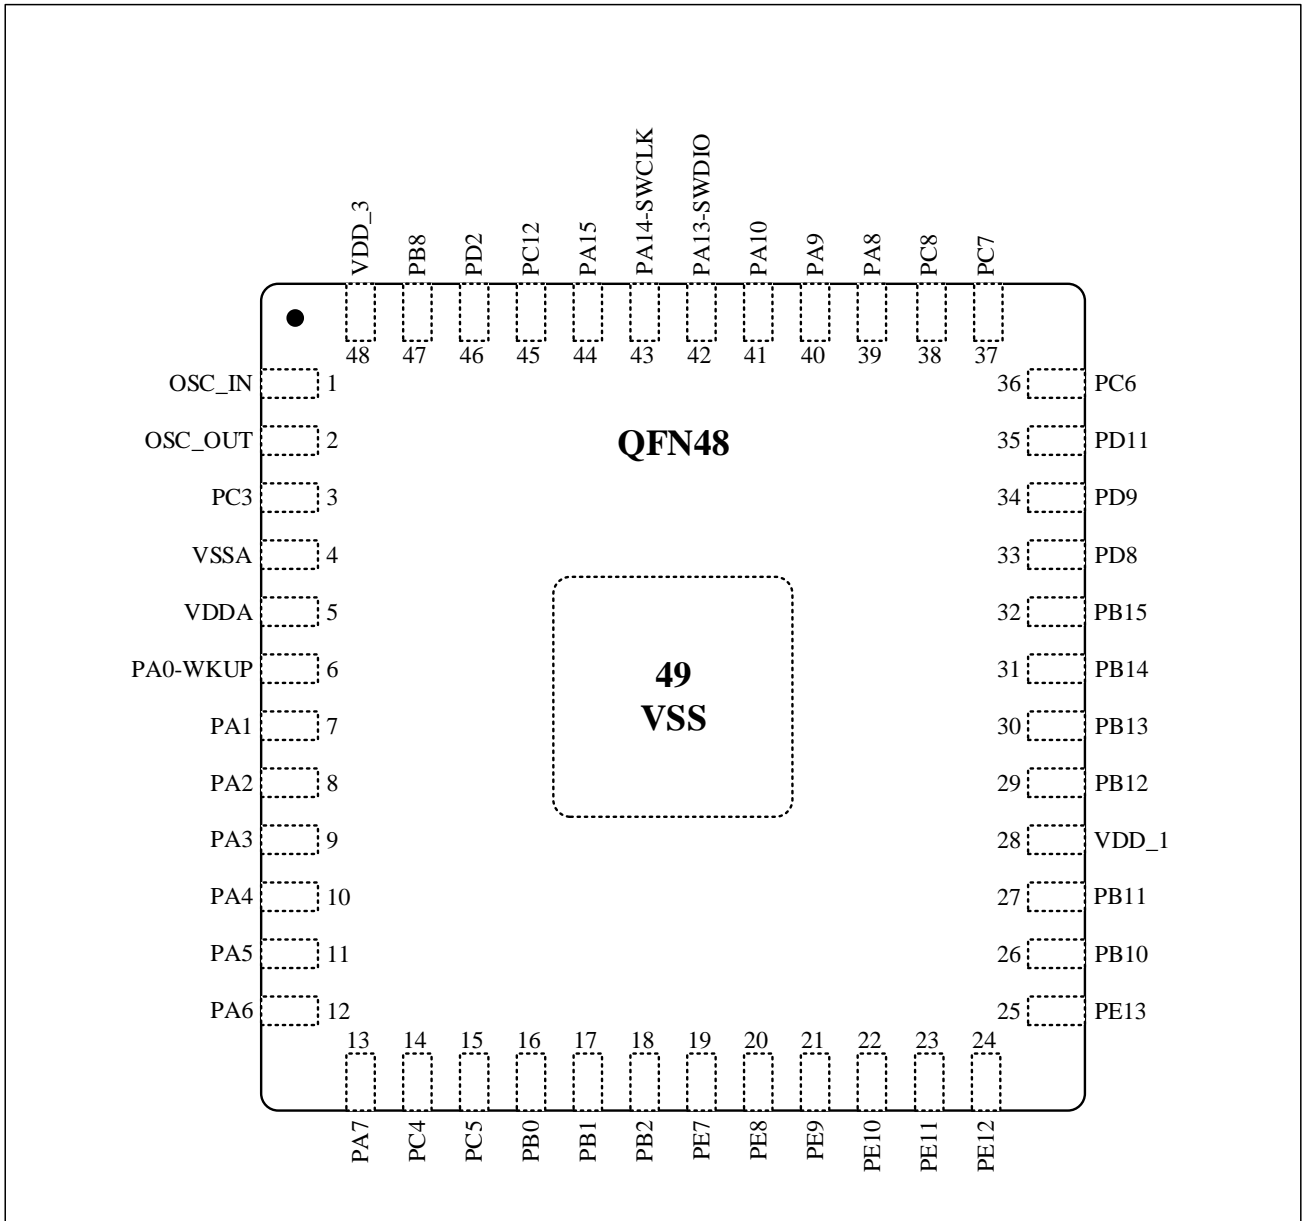 VDD_3
PB8
PD2
PC12
PA15
PA14-SWCLK
PA13-SWDIO
PA10
PA9
PA8
PC8
PC7
48 47 46 45 44 43 42 41 40 39 38 37
OSC_IN 1 36 PC6
OSC_OUT 2 QFN48 35 PD11
PC3 3 34 PD9
VSSA 4 33 PD8
VDDA 5 32 PB15
PA0-WKUP 6 49 31 PB14
VSS
PA1 7 30 PB13
PA2 8 29 PB12
PA3 9 28 VDD_1
PA4 10 27 PB11
PA5 11 26 PB10
PA6 12 25 PE13
13 14 15 16 17 18 19 20 21 22 23 24
PA7
PC4
PC5
PB0
PB1
PB2
PE7
PE8
PE9
PE10
PE11
PE12